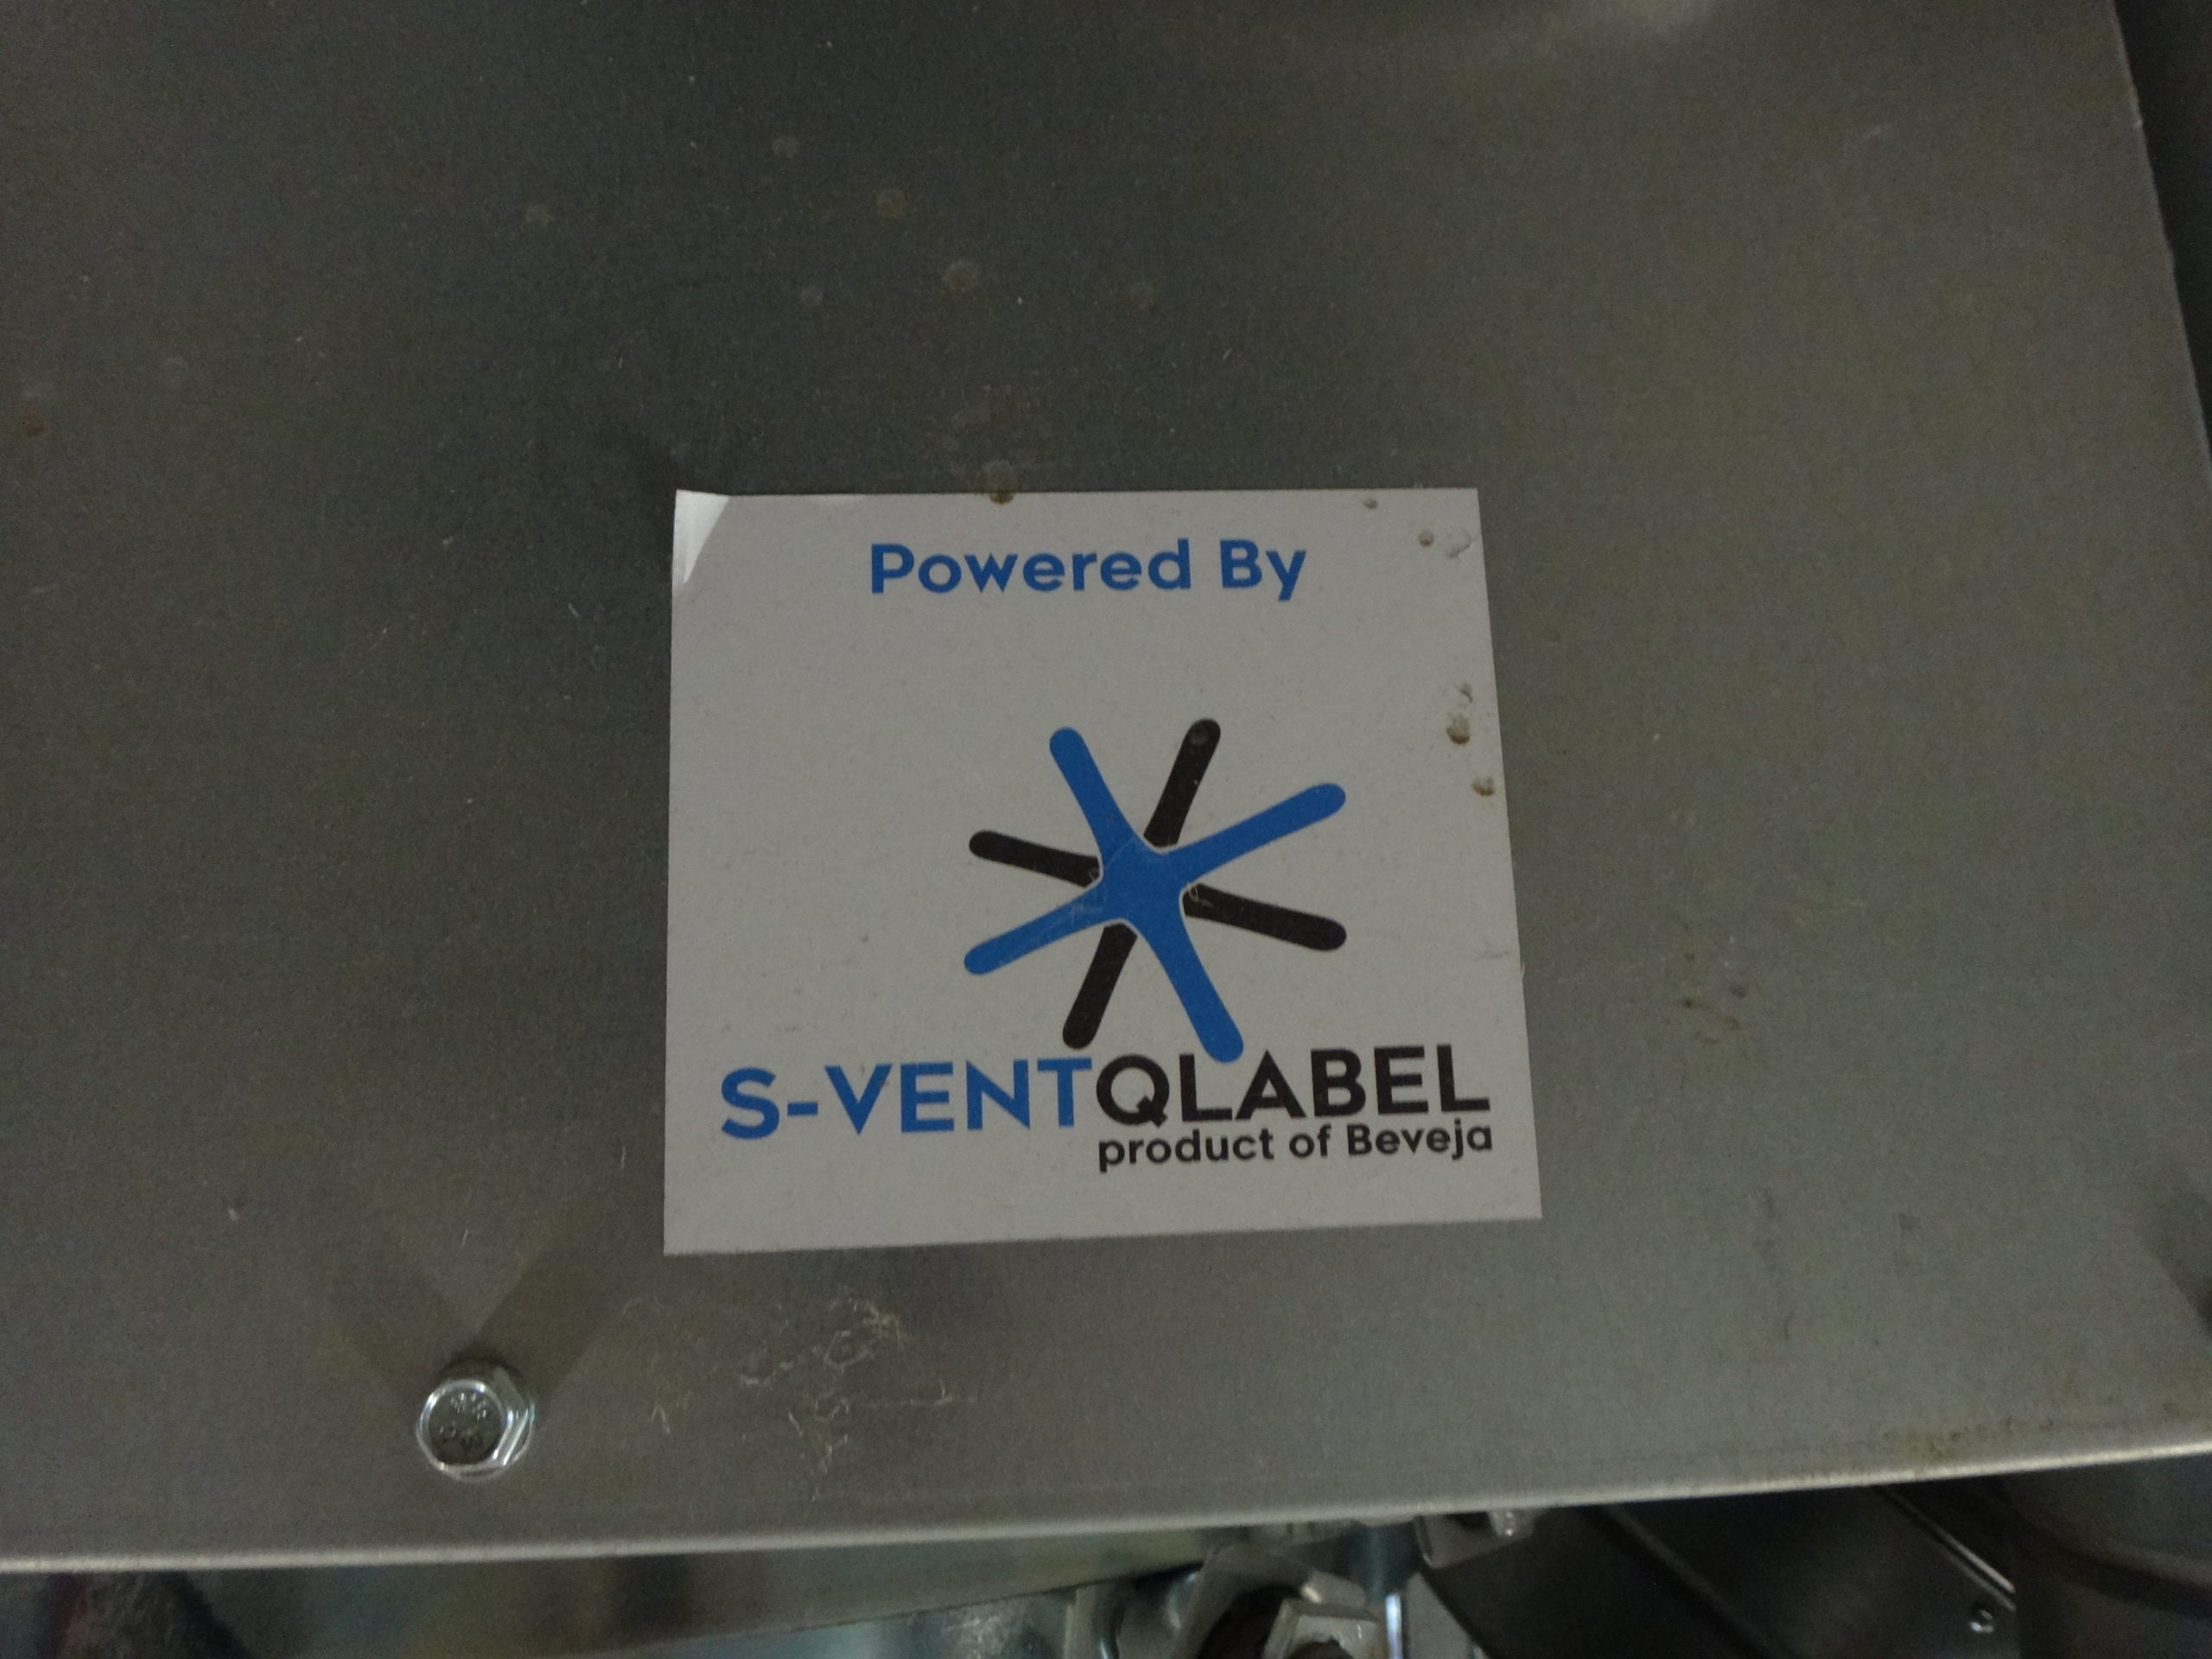 Powered By
S-VENTQLABEL
product of Beveja